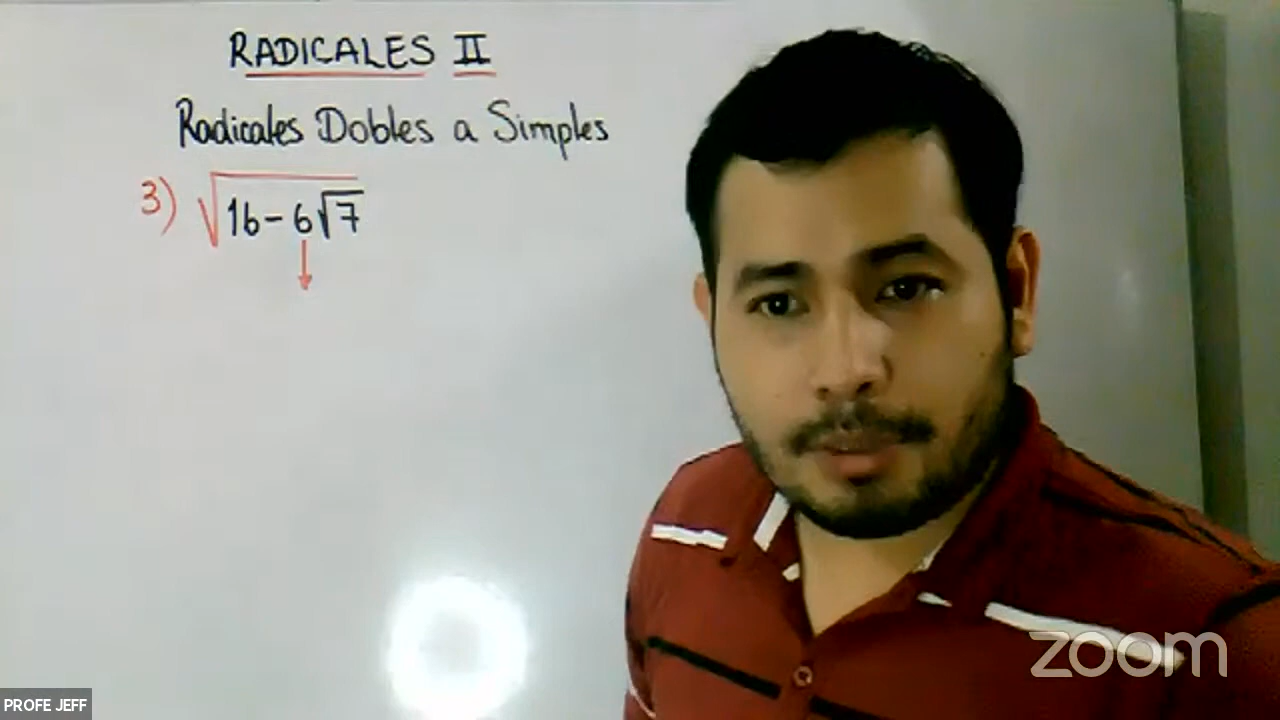 RADICALES II
Radicales Dobles a Simples
3) √(16-6√7)
zoom
PROFE JEFF